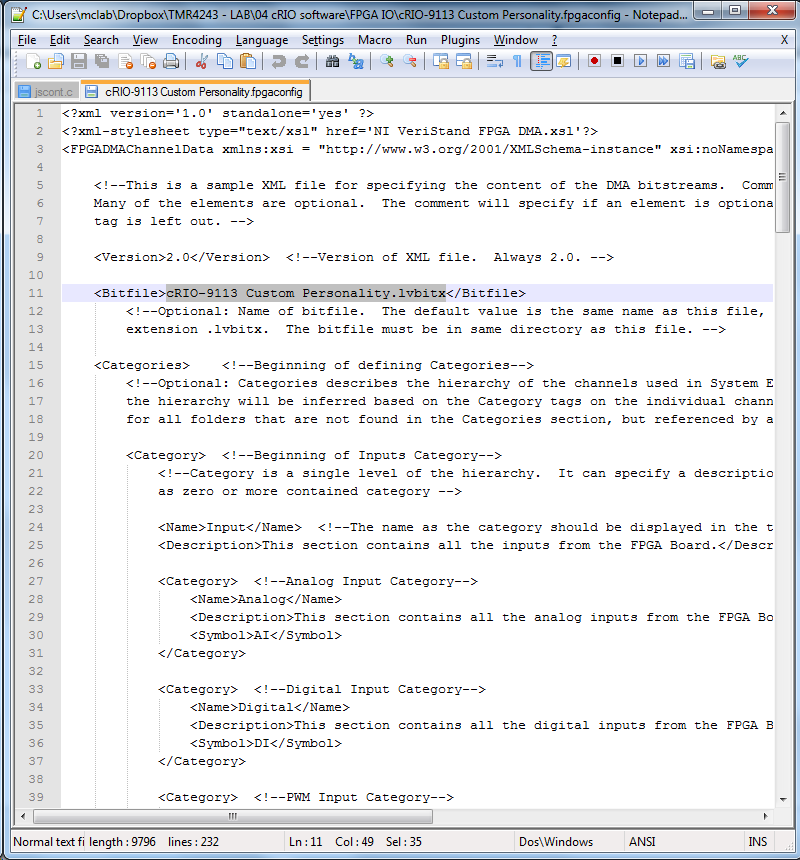 C:\Users\mclab\Dropbox\TMR4243 - LAB\04 cRIO software\FPGA IO\cRIO-9113 Custom Personality.fpgaconfig - Notepad...
File Edit Search View Encoding Language Settings Macro Run Plugins Window ? X
jscont.c cRIO-9113 Custom Personality.fpgaconfig
1 <?xml version='1.0' standalone='yes' ?>
2 <?xml-stylesheet type="text/xsl" href='NI VeriStand FPGA DMA.xsl'?>
3 <FPGADMAChannelData xmlns:xsi = "http://www.w3.org/2001/XMLSchema-instance" xsi:noNamespa
4
5 <!--This is a sample XML file for specifying the content of the DMA bitstreams. Comm
6 Many of the elements are optional. The comment will specify if an element is optiona
7 tag is left out. -->
8
9 <Version>2.0</Version> <!--Version of XML file. Always 2.0. -->
10
11 <Bitfile>cRIO-9113 Custom Personality.lvbitx</Bitfile>
12 <!--Optional: Name of bitfile. The default value is the same name as this file,
13 extension .lvbitx. The bitfile must be in same directory as this file. -->
14
15 <Categories> <!--Beginning of defining Categories-->
16 <!--Optional: Categories describes the hierarchy of the channels used in System E
17 the hierarchy will be inferred based on the Category tags on the individual chann
18 for all folders that are not found in the Categories section, but referenced by a
19
20 <Category> <!--Beginning of Inputs Category-->
21 <!--Category is a single level of the hierarchy. It can specify a descriptio
22 as zero or more contained category -->
23
24 <Name>Input</Name> <!--The name as the category should be displayed in the t
25 <Description>This section contains all the inputs from the FPGA Board.</Descr
26
27 <Category> <!--Analog Input Category-->
28 <Name>Analog</Name>
29 <Description>This section contains all the analog inputs from the FPGA Bo
30 <Symbol>AI</Symbol>
31 </Category>
32
33 <Category> <!--Digital Input Category-->
34 <Name>Digital</Name>
35 <Description>This section contains all the digital inputs from the FPGA B
36 <Symbol>DI</Symbol>
37 </Category>
38
39 <Category> <!--PWM Input Category-->
Normal text fi length : 9796 lines : 232 Ln : 11 Col : 49 Sel : 35 Dos\Windows ANSI INS